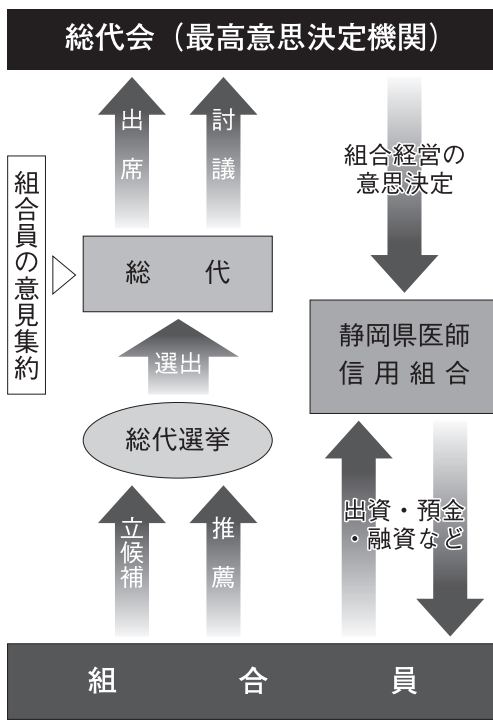 総代会（最高意思決定機関）
出席
討議
組合経営の
意思決定
組合員の意見集約
総代
静岡県医師
信用組合
選出
総代選挙
立候補
推薦
出資・預金
・融資など
組合員